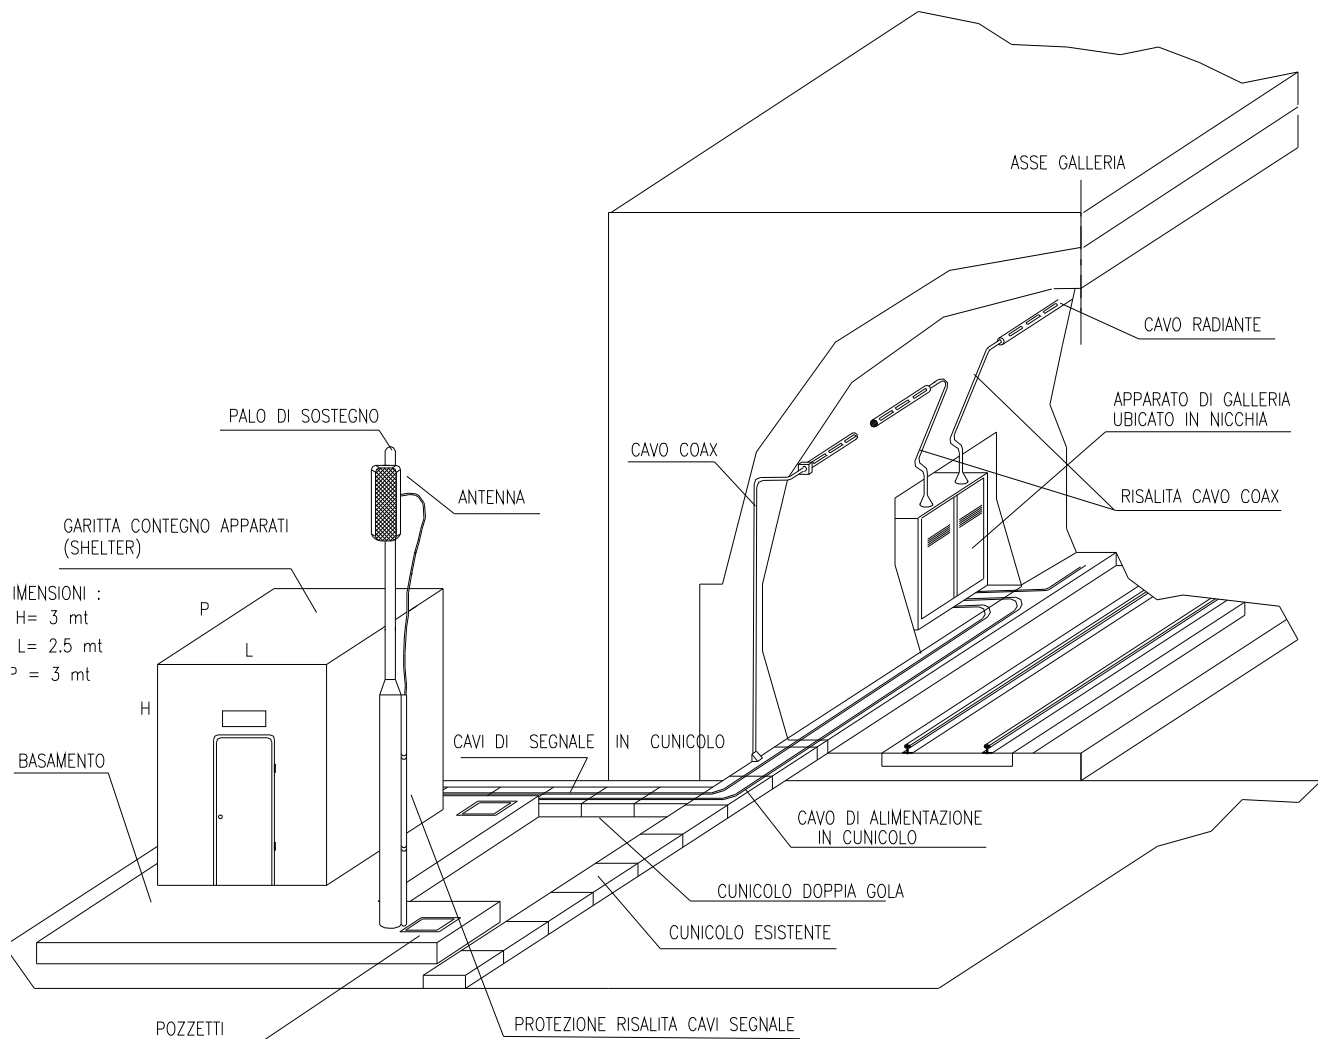 ASSE GALLERIA
CAVO RADIANTE
APPARATO DI GALLERIA
UBICATO IN NICCHIA
PALO DI SOSTEGNO
CAVO COAX
RISALITA CAVO COAX
ANTENNA
GARITTA CONTEGNO APPARATI
(SHELTER)
IMENSIONI :
H= 3 mt
L= 2.5 mt
P = 3 mt
P
L
H
BASAMENTO
CAVI DI SEGNALE IN CUNICOLO
CAVO DI ALIMENTAZIONE
IN CUNICOLO
CUNICOLO DOPPIA GOLA
CUNICOLO ESISTENTE
POZZETTI
PROTEZIONE RISALITA CAVI SEGNALE